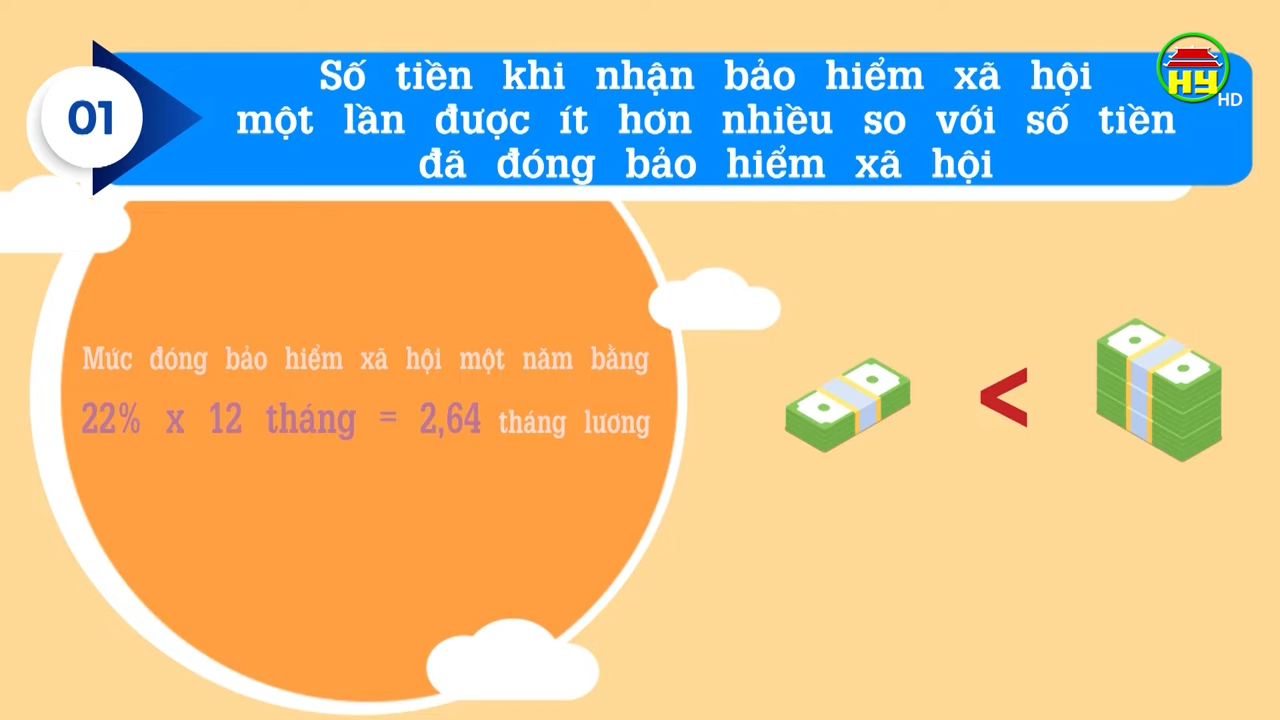 01
Số tiền khi nhận bảo hiểm xã hội
một lần được ít hơn nhiều so với số tiền
đã đóng bảo hiểm xã hội
HY
HD
Mức đóng bảo hiểm xã hội một năm bằng
22% x 12 tháng = 2,64 tháng lương
<